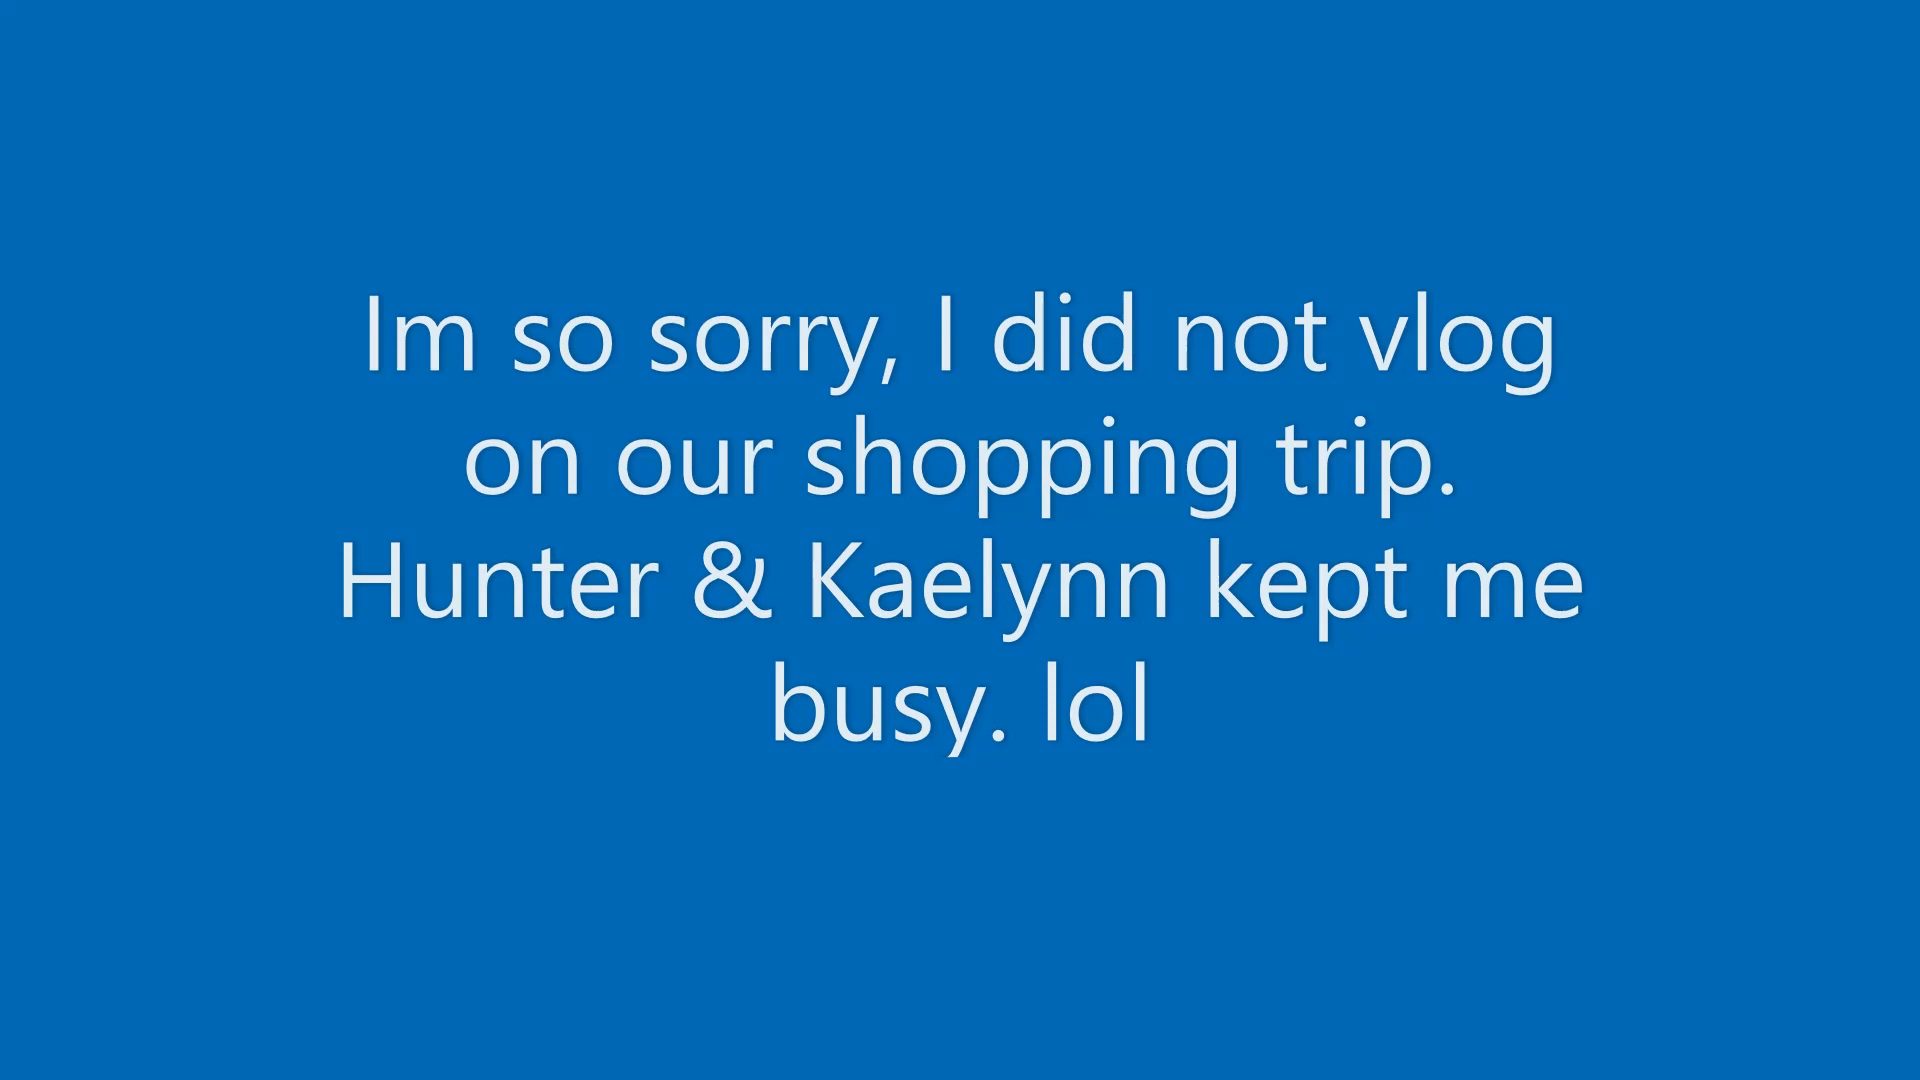 Im so sorry, I did not vlog
on our shopping trip.
Hunter & Kaelynn kept me
busy. lol